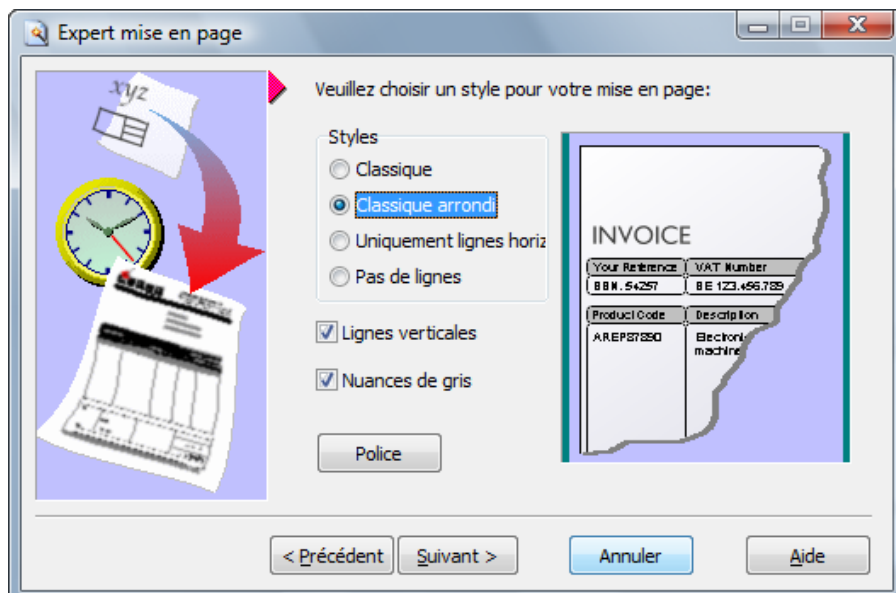 Expert mise en page
xyz
Veuillez choisir un style pour votre mise en page:
Styles
Classique
Classique arrondi
Uniquement lignes horiz
Pas de lignes
Lignes verticales
Nuances de gris
Police
INVOICE
Your Reference VAT Number
BBN. 54257 BE 123.456.789
Product Code Description
AREP87890 Electroni
machine
< Précédent Suivant > Annuler Aide